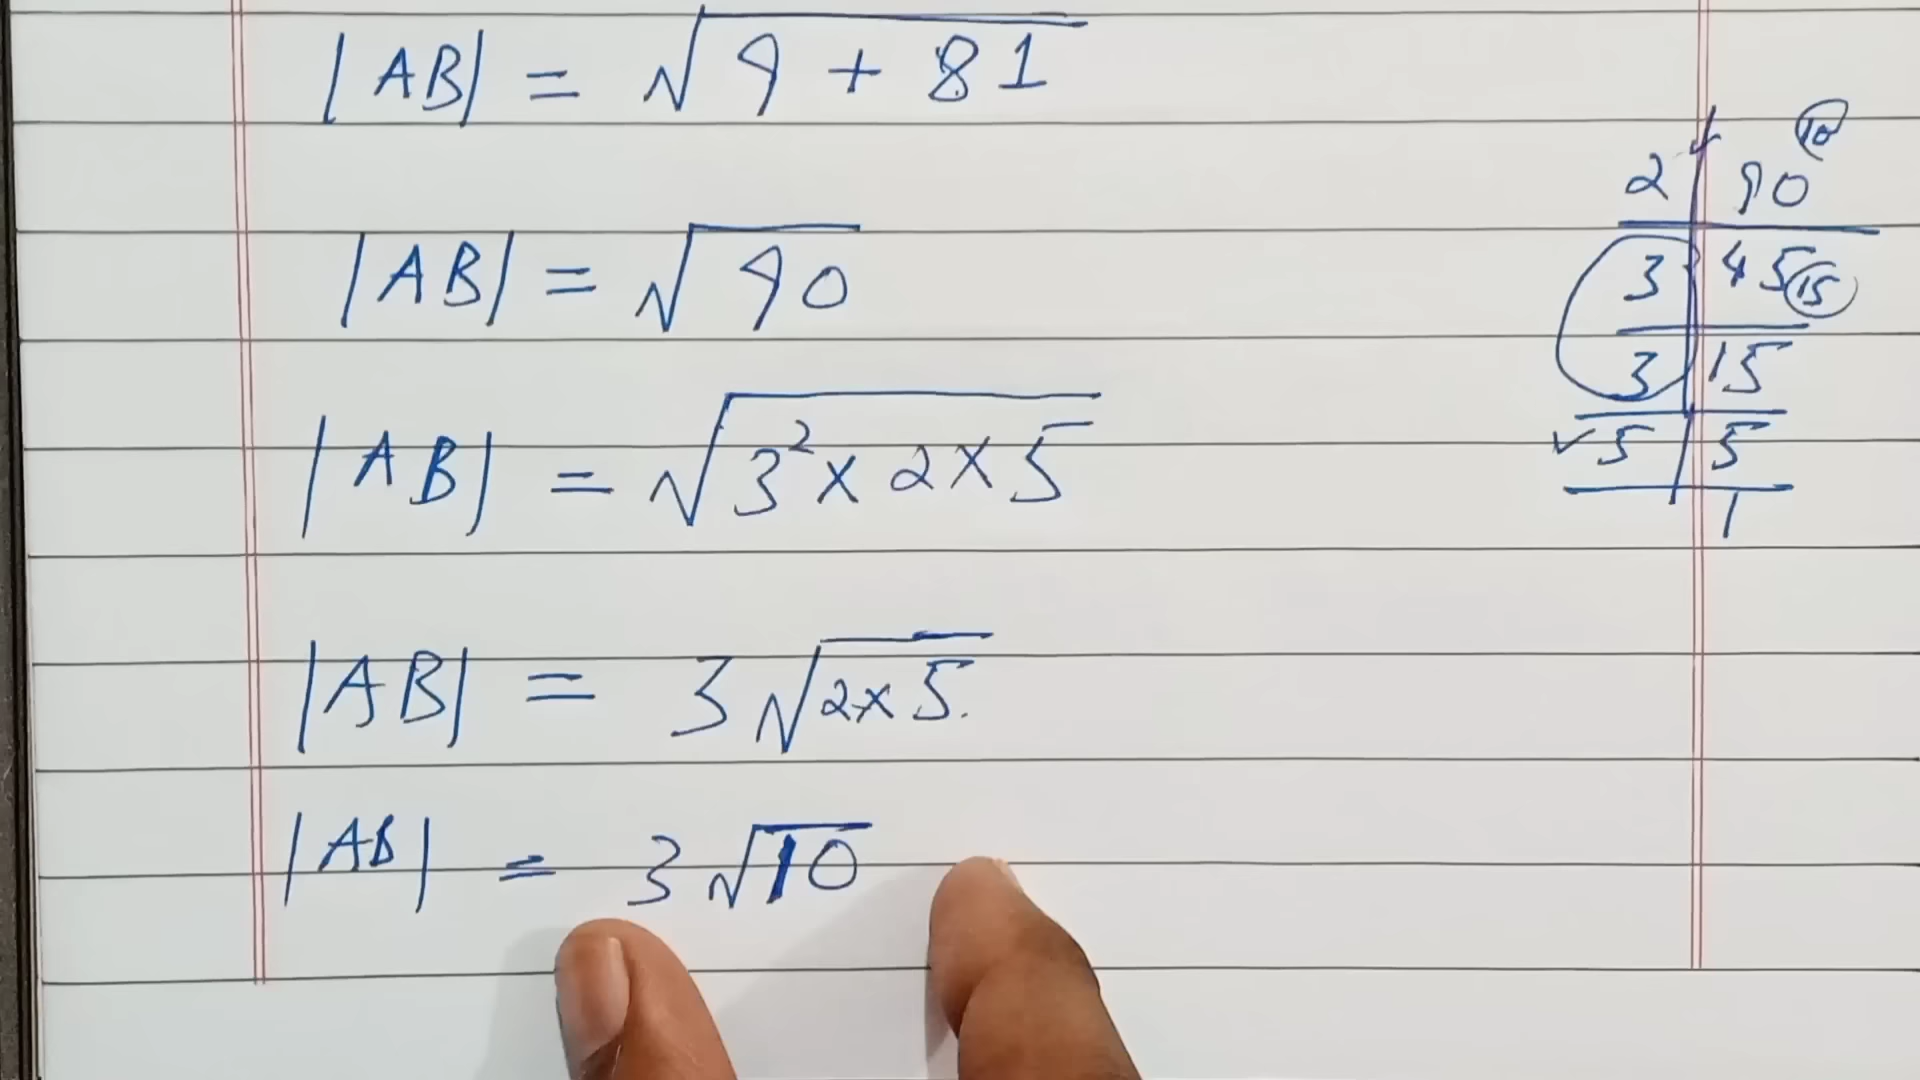 |AB| = √9 + 81
|AB| = √90
|AB| = √3² × 2 × 5
|AB| = 3√2×5.
|AB| = 3√10
2 | 90
3 | 45 15
3 | 15
✓5 | 5
1